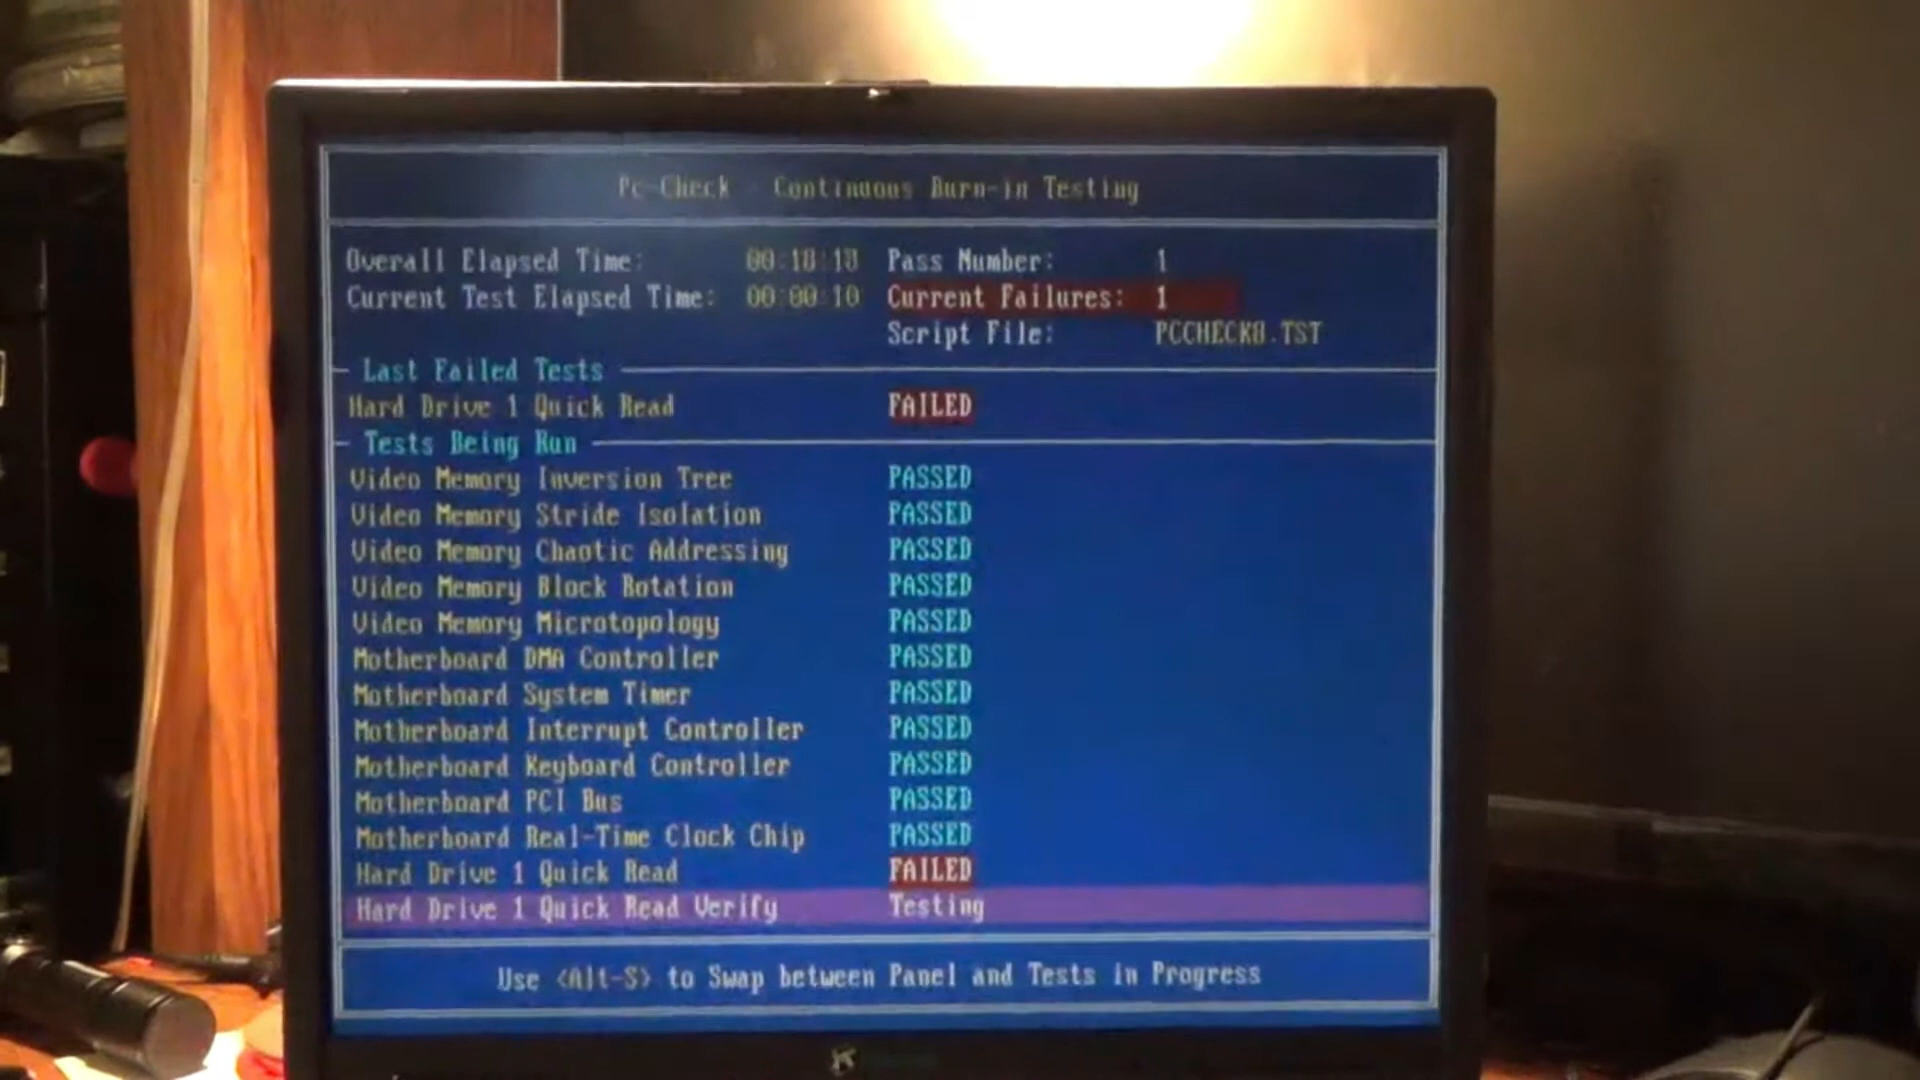 Pc-Check - Continuous Burn-in Testing
Overall Elapsed Time: 00:18:18 Pass Number: 1
Current Test Elapsed Time: 00:00:10 Current Failures: 1
Script File: PCCHECK8.TST
Last Failed Tests
Hard Drive 1 Quick Read FAILED
Tests Being Run
Video Memory Inversion Tree PASSED
Video Memory Stride Isolation PASSED
Video Memory Chaotic Addressing PASSED
Video Memory Block Rotation PASSED
Video Memory Microtopology PASSED
Motherboard DMA Controller PASSED
Motherboard System Timer PASSED
Motherboard Interrupt Controller PASSED
Motherboard Keyboard Controller PASSED
Motherboard PCI Bus PASSED
Motherboard Real-Time Clock Chip PASSED
Hard Drive 1 Quick Read FAILED
Hard Drive 1 Quick Read Verify Testing
Use <Alt-S> to Swap between Panel and Tests in Progress